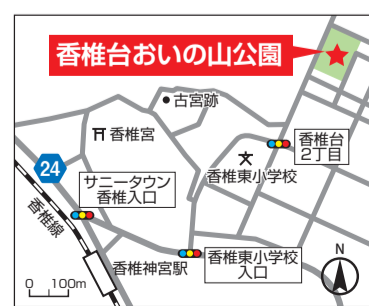 香椎台おいの山公園
古宮跡
香椎宮
香椎台
2丁目
24
サニータウン
香椎入口
香椎東小学校
香椎線
香椎神宮駅
香椎東小学校
入口
0 100m
N